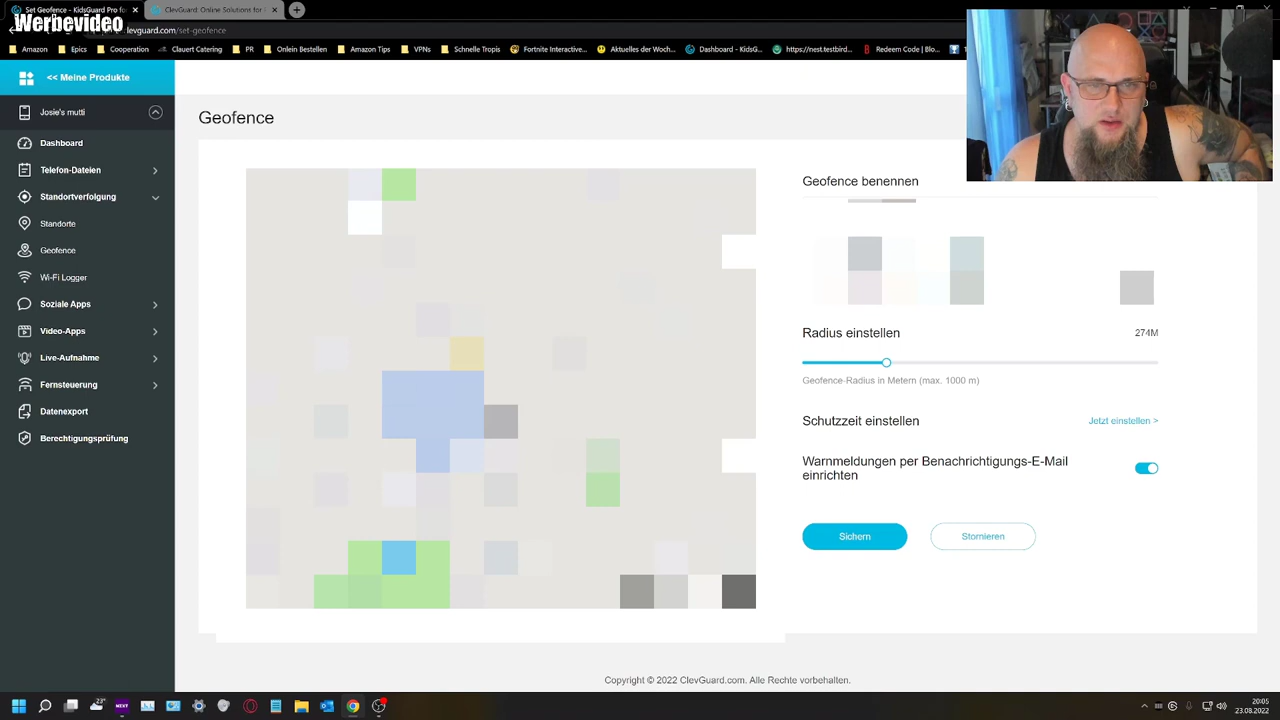 Set Geofence - KidsGuard Pro for
ClevGuard: Online Solutions for
Werbevideo
levguard.com/set-geofence
Amazon
Epics
Cooperation
Clauert Catering
PR
Onlein Bestellen
Amazon Tips
VPNs
Schnelle Tropis
Fortnite Interactive...
Aktuelles der Woch...
Dashboard - KidsG...
https://nest.testbird...
Redeem Code | Blo...
<< Meine Produkte
Josie's mutti
Dashboard
Telefon-Dateien
Standortverfolgung
Standorte
Geofence
Wi-Fi Logger
Soziale Apps
Video-Apps
Live-Aufnahme
Fernsteuerung
Datenexport
Berechtigungsprüfung
Geofence
Geofence benennen
Radius einstellen
274M
Geofence-Radius in Metern (max. 1000 m)
Schutzzeit einstellen
Jetzt einstellen >
Warnmeldungen per Benachrichtigungs-E-Mail
einrichten
Sichern
Stornieren
Copyright © 2022 ClevGuard.com. Alle Rechte vorbehalten.
23°
NEXT
20:05
23.08.2022